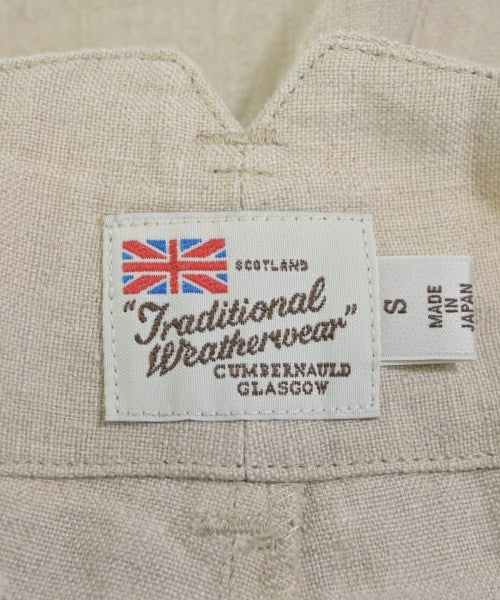 SCOTLAND
"Traditional
Weatherwear"
CUMBERNAULD
GLASGOW
S
MADE
IN
JAPAN